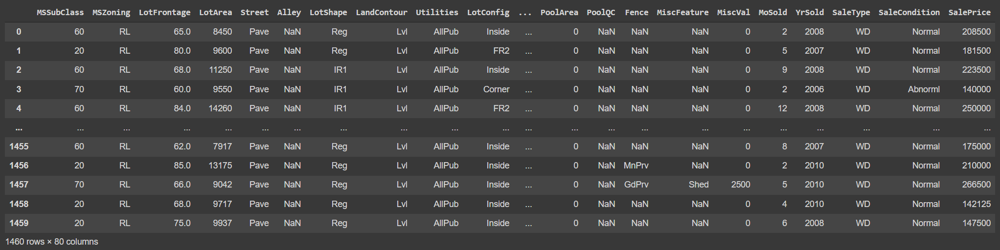 MSSubClass MSZoning LotFrontage LotArea Street Alley LotShape LandContour Utilities LotConfig ... PoolArea PoolQC Fence MiscFeature MiscVal MoSold YrSold SaleType SaleCondition SalePrice
0 60 RL 65.0 8450 Pave NaN Reg Lvl AllPub Inside ... 0 NaN NaN NaN 0 2 2008 WD Normal 208500
1 20 RL 80.0 9600 Pave NaN Reg Lvl AllPub FR2 ... 0 NaN NaN NaN 0 5 2007 WD Normal 181500
2 60 RL 68.0 11250 Pave NaN IR1 Lvl AllPub Inside ... 0 NaN NaN NaN 0 9 2008 WD Normal 223500
3 70 RL 60.0 9550 Pave NaN IR1 Lvl AllPub Corner ... 0 NaN NaN NaN 0 2 2006 WD Abnorml 140000
4 60 RL 84.0 14260 Pave NaN IR1 Lvl AllPub FR2 ... 0 NaN NaN NaN 0 12 2008 WD Normal 250000
... ... ... ... ... ... ... ... ... ... ... ... ... ... ... ... ... ... ... ... ... ...
1455 60 RL 62.0 7917 Pave NaN Reg Lvl AllPub Inside ... 0 NaN NaN NaN 0 8 2007 WD Normal 175000
1456 20 RL 85.0 13175 Pave NaN Reg Lvl AllPub Inside ... 0 NaN MnPrv NaN 0 2 2010 WD Normal 210000
1457 70 RL 66.0 9042 Pave NaN Reg Lvl AllPub Inside ... 0 NaN GdPrv Shed 2500 5 2010 WD Normal 266500
1458 20 RL 68.0 9717 Pave NaN Reg Lvl AllPub Inside ... 0 NaN NaN NaN 0 4 2010 WD Normal 142125
1459 20 RL 75.0 9937 Pave NaN Reg Lvl AllPub Inside ... 0 NaN NaN NaN 0 6 2008 WD Normal 147500
1460 rows × 80 columns